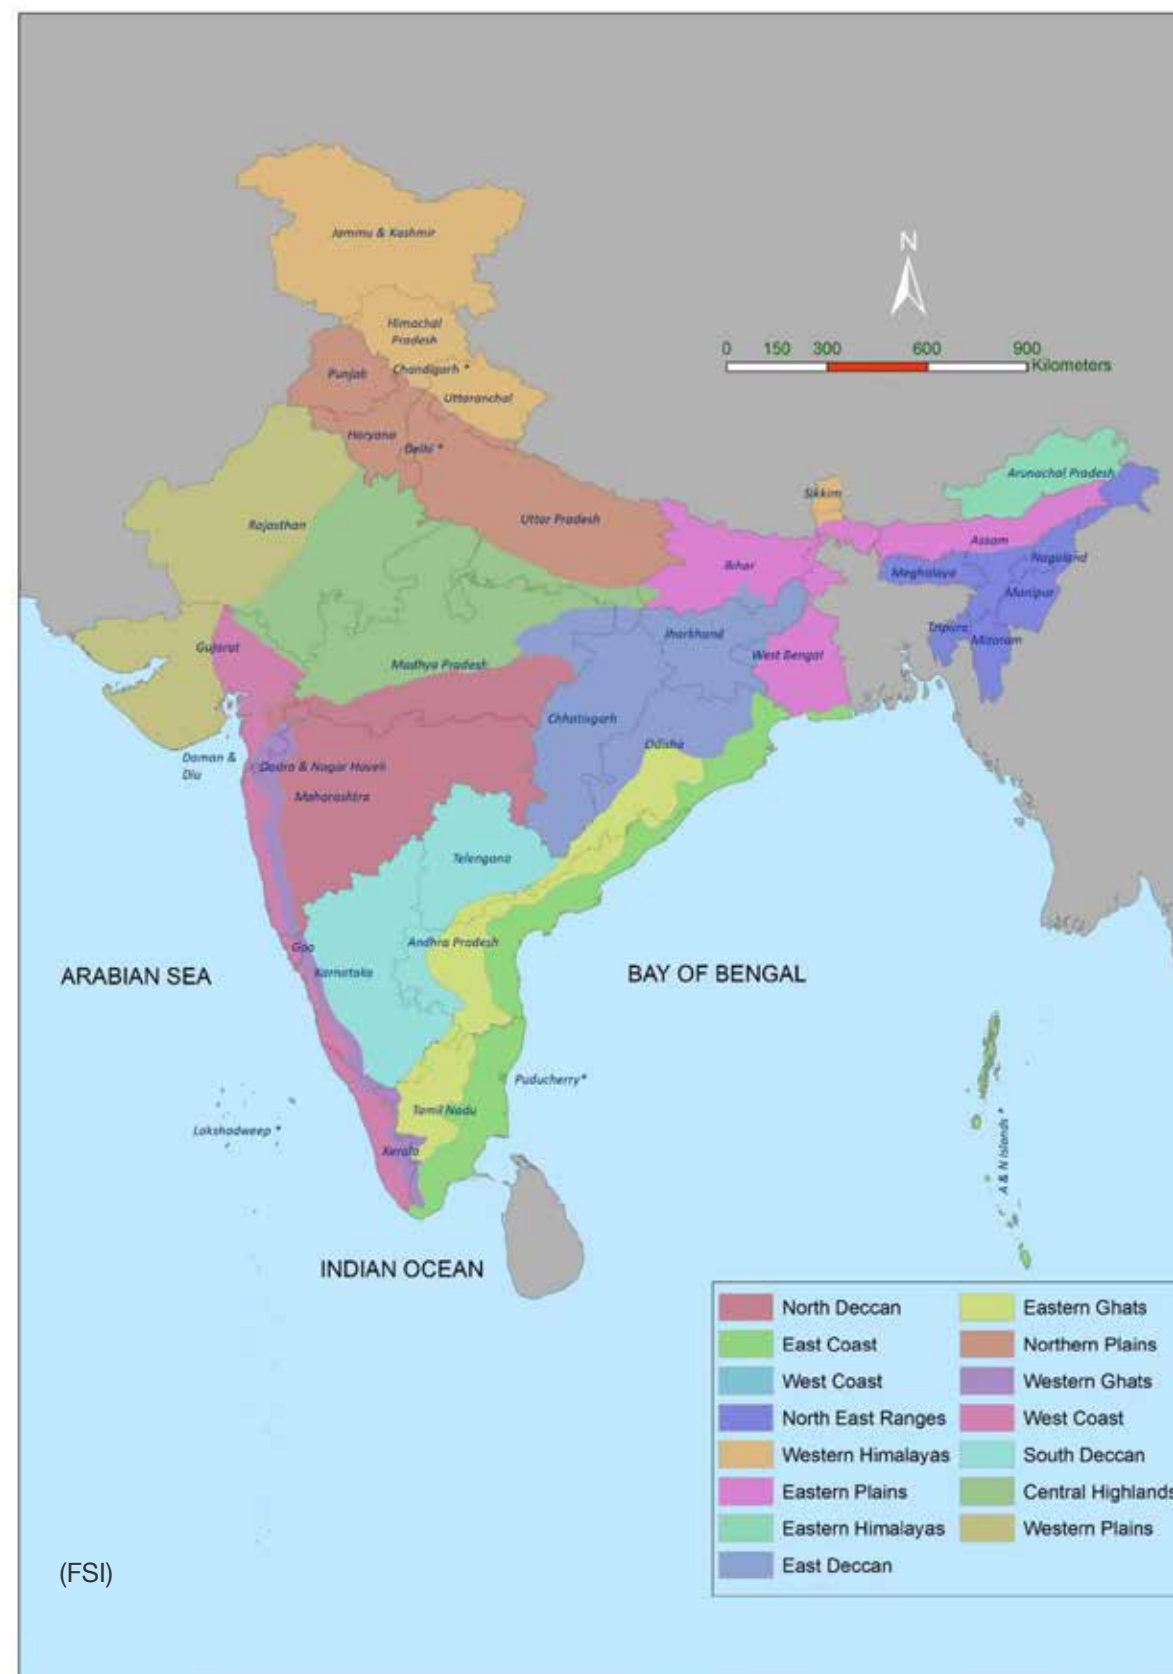 Jammu & Kashmir
N
Himachal
Pradesh
0 150 300 600 900
Kilometers
Chandigarh *
Punjab
Uttaranchal
Haryana
Delhi *
Arunachal Pradesh
Sikkim
Rajasthan
Uttar Pradesh
Assam
Nagaland
Bihar
Meghalaya
Manipur
Tripura
Mizoram
Jharkhand
Gujarat
West Bengal
Madhya Pradesh
Chhatisgarh
Odisha
Daman &
Diu
Dadra & Nagar Haveli
Maharashtra
Telengana
Andhra Pradesh
Goa
Karnataka
ARABIAN SEA
BAY OF BENGAL
Puducherry*
Tamil Nadu
Lakshadweep *
Kerala
A & N Islands *
INDIAN OCEAN
North Deccan
East Coast
West Coast
North East Ranges
Western Himalayas
Eastern Plains
Eastern Himalayas
East Deccan
Eastern Ghats
Northern Plains
Western Ghats
West Coast
South Deccan
Central Highlands
Western Plains
(FSI)